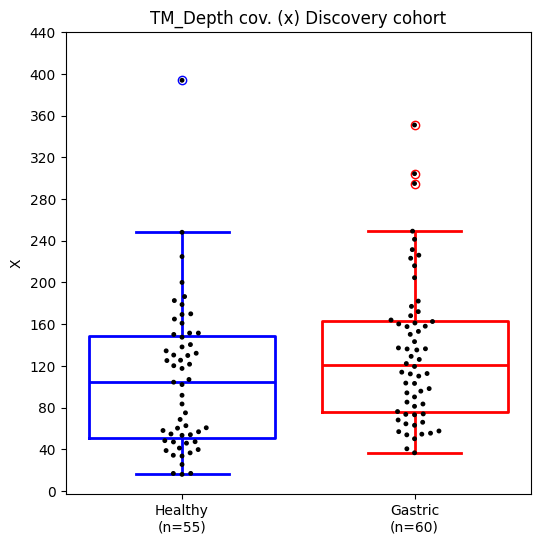 TM_Depth cov. (x) Discovery cohort
440
400
360
320
280
240
200
160
120
80
40
0
X
Healthy
(n=55)
Gastric
(n=60)